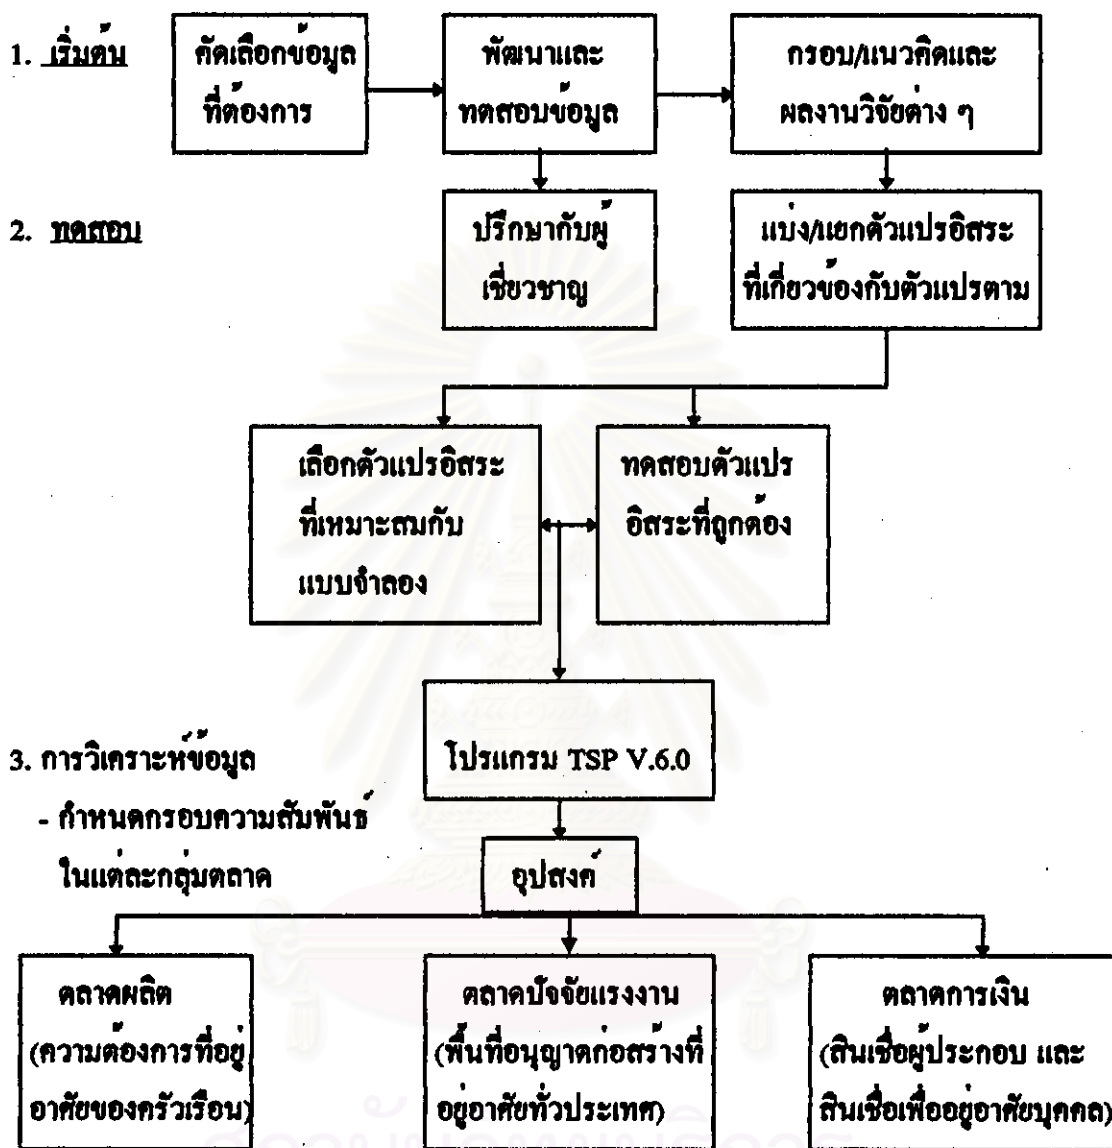 1. เริ่มต้น
คัดเลือกข้อมูล
ที่ต้องการ
พัฒนาและ
ทดสอบข้อมูล
กรอบ/แนวคิดและ
ผลงานวิจัยต่าง ๆ
2. ทดสอบ
ปรึกษากับผู้
เชี่ยวชาญ
แบ่ง/แยกตัวแปรอิสระ
ที่เกี่ยวข้องกับตัวแปรตาม
เลือกตัวแปรอิสระ
ที่เหมาะสมกับ
แบบจำลอง
ทดสอบตัวแปร
อิสระที่ถูกต้อง
โปรแกรม TSP V.6.0
3. การวิเคราะห์ข้อมูล
- กำหนดกรอบความสัมพันธ์
ในแต่ละกลุ่มตลาด
อุปสงค์
ตลาดผลิต
(ความต้องการที่อยู่
อาศัยของครัวเรือน)
ตลาดปัจจัยแรงงาน
(พื้นที่อนุญาตก่อสร้างที่
อยู่อาศัยทั่วประเทศ)
ตลาดการเงิน
(สินเชื่อผู้ประกอบ และ
สินเชื่อเพื่ออยู่อาศัยบุคคล)